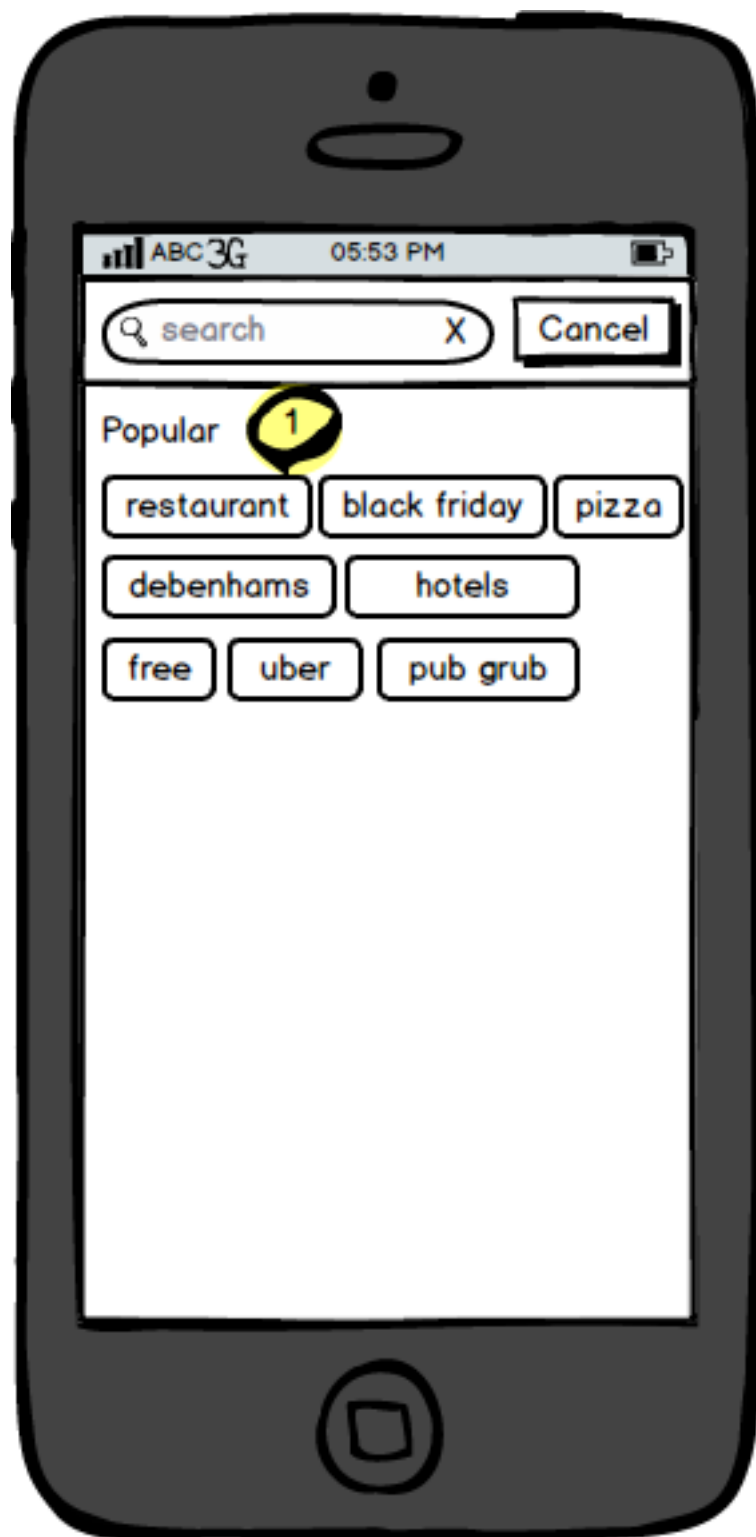 ABC 3G 05:53 PM
search X Cancel
Popular 1
restaurant black friday pizza
debenhams hotels
free uber pub grub